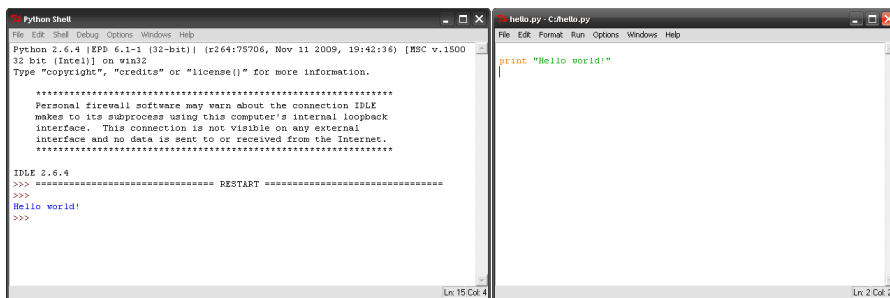 Python Shell
File Edit Shell Debug Options Windows Help
Python 2.6.4 |EPD 6.1-1 (32-bit)| (r264:75706, Nov 11 2009, 19:42:36) [MSC v.1500
32 bit (Intel)] on win32
Type "copyright", "credits" or "license()" for more information.
****************************************************************
Personal firewall software may warn about the connection IDLE
makes to its subprocess using this computer's internal loopback
interface. This connection is not visible on any external
interface and no data is sent to or received from the Internet.
****************************************************************
IDLE 2.6.4
>>> ================================ RESTART ================================
>>>
Hello world!
>>>
Ln: 15 Col: 4
hello.py - C:/hello.py
File Edit Format Run Options Windows Help
print "Hello world!"
Ln: 2 Col: 2